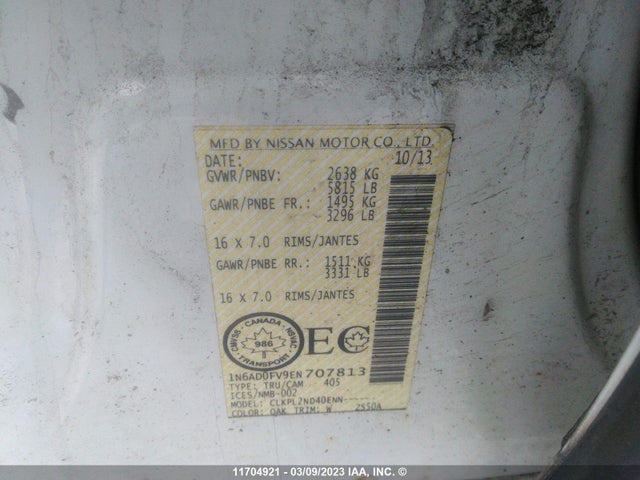 MFD BY NISSAN MOTOR CO., LTD.
DATE: 10/13
GVWR/PNBV: 2638 KG
5815 LB
GAWR/PNBE FR.: 1495 KG
3296 LB
16 X 7.0 RIMS/JANTES
GAWR/PNBE RR.: 1511 KG
3331 LB
16 X 7.0 RIMS/JANTES
CMVSS - CANADA - NSVAC
986
TRANSPORT
EC
1N6AD0FV9EN707813
TYPE: TRU/CAM 405
ICES/NMB-002
MODEL: CLKPL2ND40ENN-----
COLOR: QAK TRIM: W 2S50A
11704921 - 03/09/2023 IAA, INC. ©